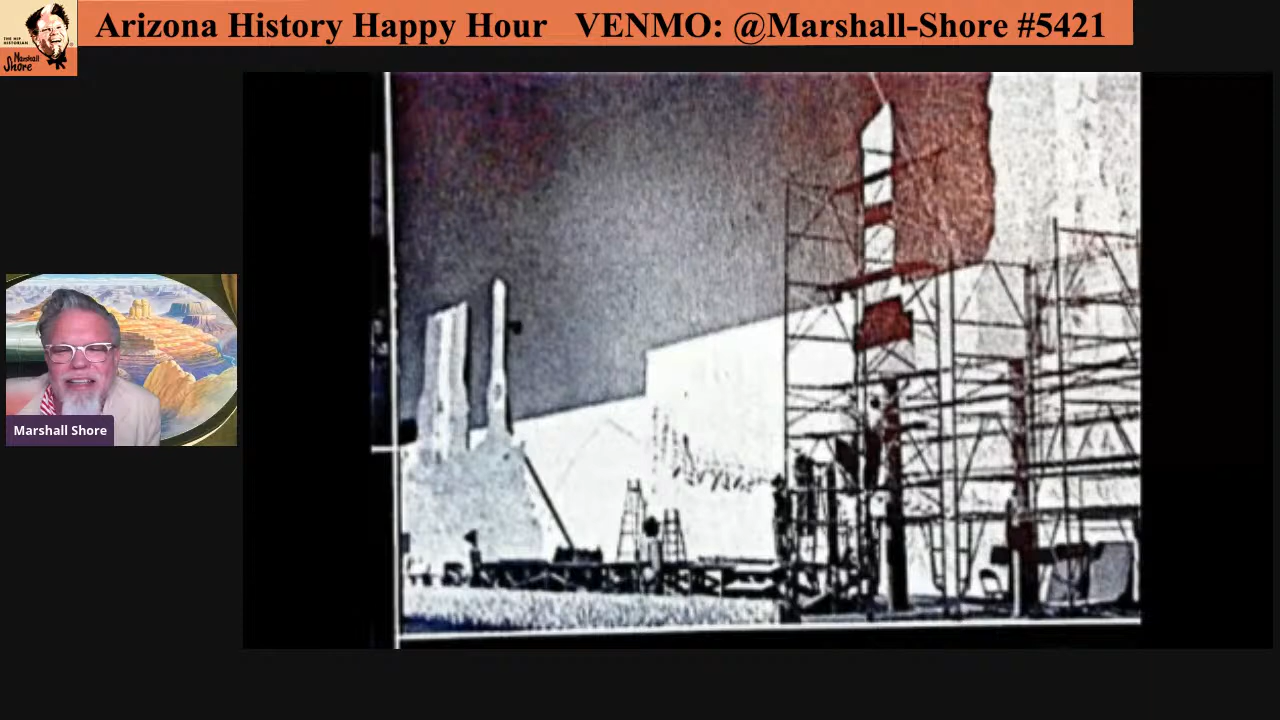 Arizona History Happy Hour VENMO: @Marshall-Shore #5421
THE HIP
HISTORIAN
Marshall
Shore
Marshall Shore